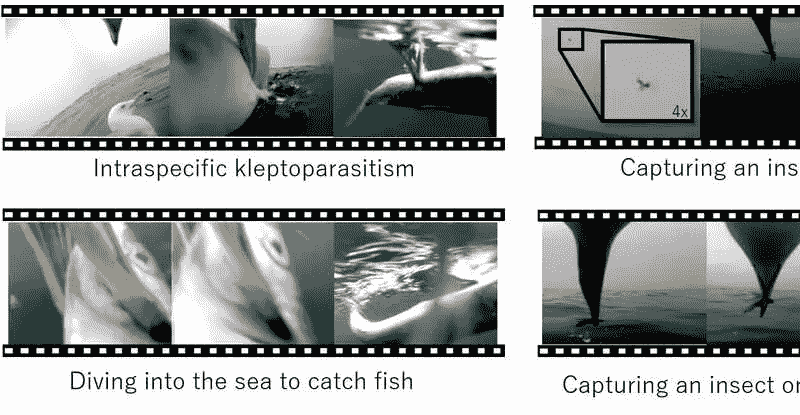 4x
Intraspecific kleptoparasitism
Capturing an ins
Diving into the sea to catch fish
Capturing an insect or